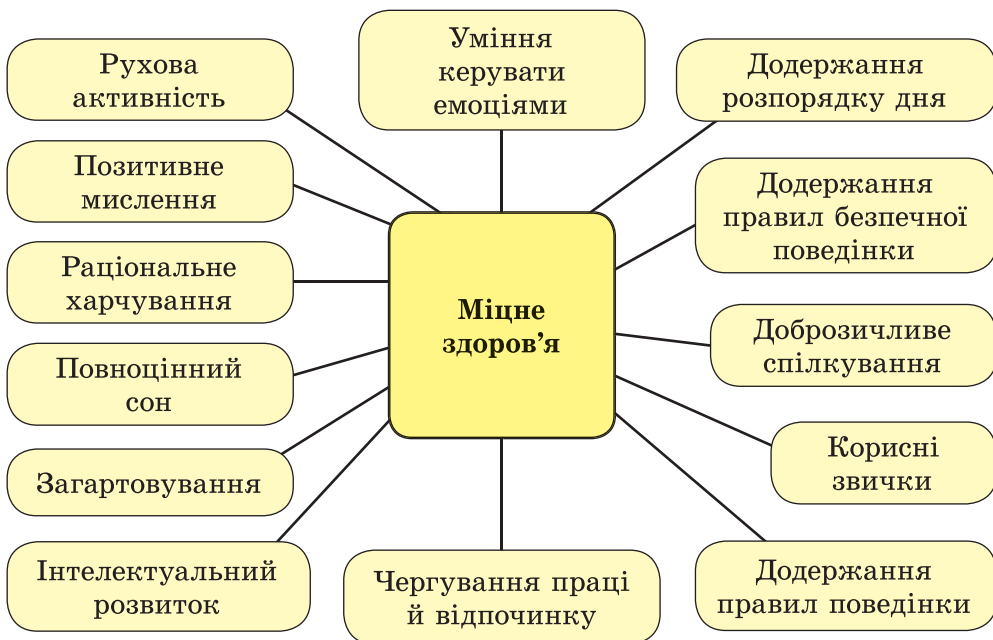 Рухова
активність
Уміння
керувати
емоціями
Додержання
розпорядку дня
Позитивне
мислення
Додержання
правил безпечної
поведінки
Раціональне
харчування
Міцне
здоров’я
Доброзичливе
спілкування
Повноцінний
сон
Корисні
звички
Загартовування
Інтелектуальний
розвиток
Чергування праці
й відпочинку
Додержання
правил поведінки